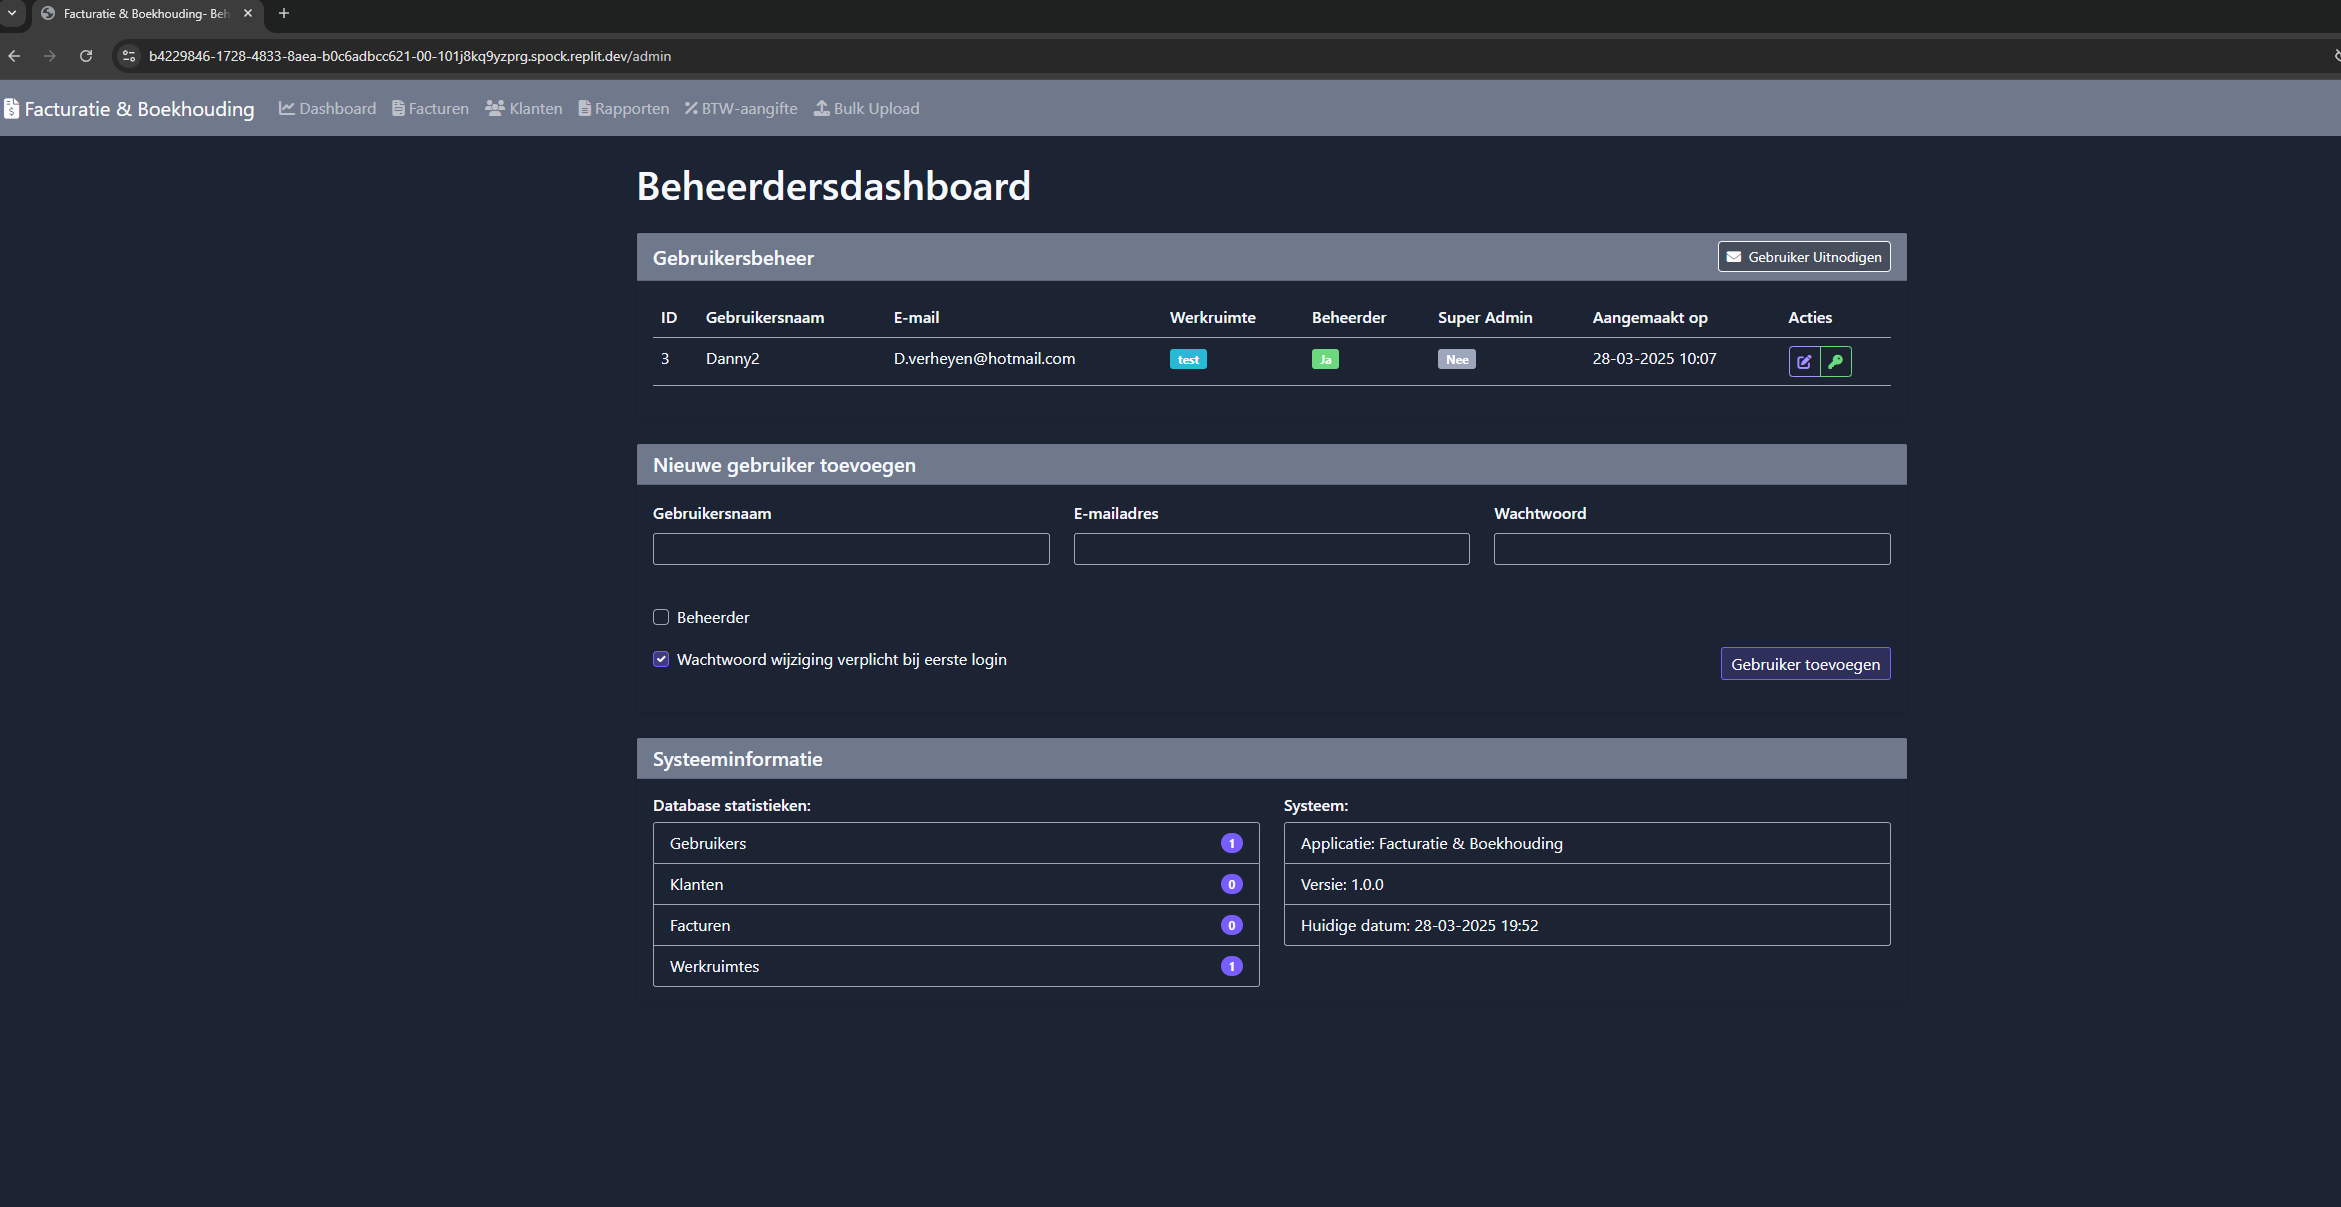 Facturatie & Boekhouding- Beh
b4229846-1728-4833-8aea-b0c6adbcc621-00-101j8kq9yzprg.spock.replit.dev/admin
Facturatie & Boekhouding Dashboard Facturen Klanten Rapporten BTW-aangifte Bulk Upload
Beheerdersdashboard
Gebruikersbeheer Gebruiker Uitnodigen
ID Gebruikersnaam E-mail Werkruimte Beheerder Super Admin Aangemaakt op Acties
3 Danny2 D.verheyen@hotmail.com test Ja Nee 28-03-2025 10:07
Nieuwe gebruiker toevoegen
Gebruikersnaam E-mailadres Wachtwoord
Beheerder
Wachtwoord wijziging verplicht bij eerste login
Gebruiker toevoegen
Systeeminformatie
Database statistieken:
Gebruikers 1
Klanten 0
Facturen 0
Werkruimtes 1
Systeem:
Applicatie: Facturatie & Boekhouding
Versie: 1.0.0
Huidige datum: 28-03-2025 19:52